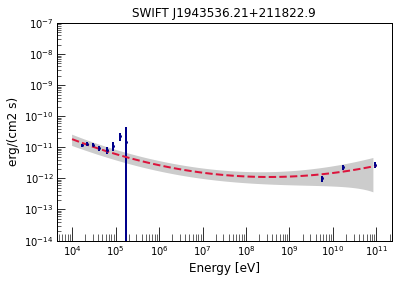 SWIFT J1943536.21+211822.9
erg/(cm2 s)
10⁻⁷
10⁻⁸
10⁻⁹
10⁻¹⁰
10⁻¹¹
10⁻¹²
10⁻¹³
10⁻¹⁴
10⁴ 10⁵ 10⁶ 10⁷ 10⁸ 10⁹ 10¹⁰ 10¹¹
Energy [eV]